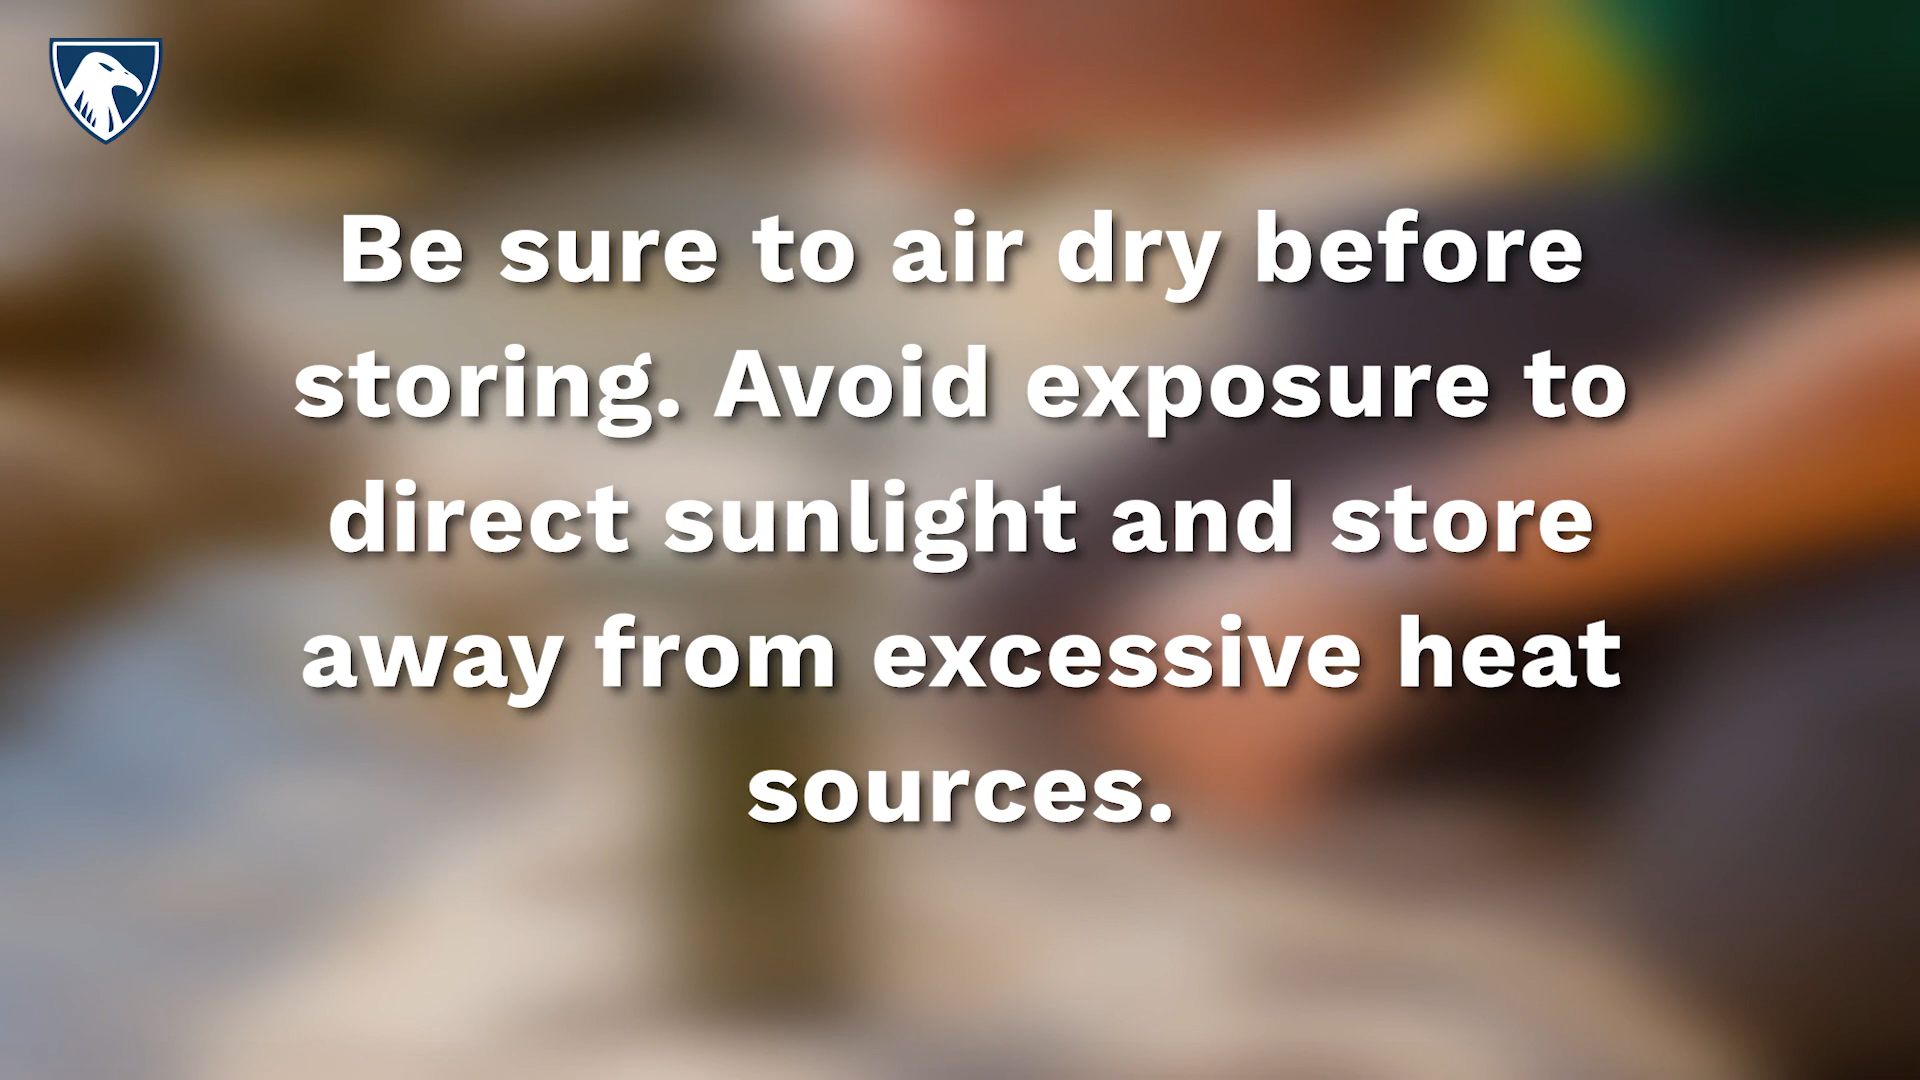 Be sure to air dry before
storing. Avoid exposure to
direct sunlight and store
away from excessive heat
sources.